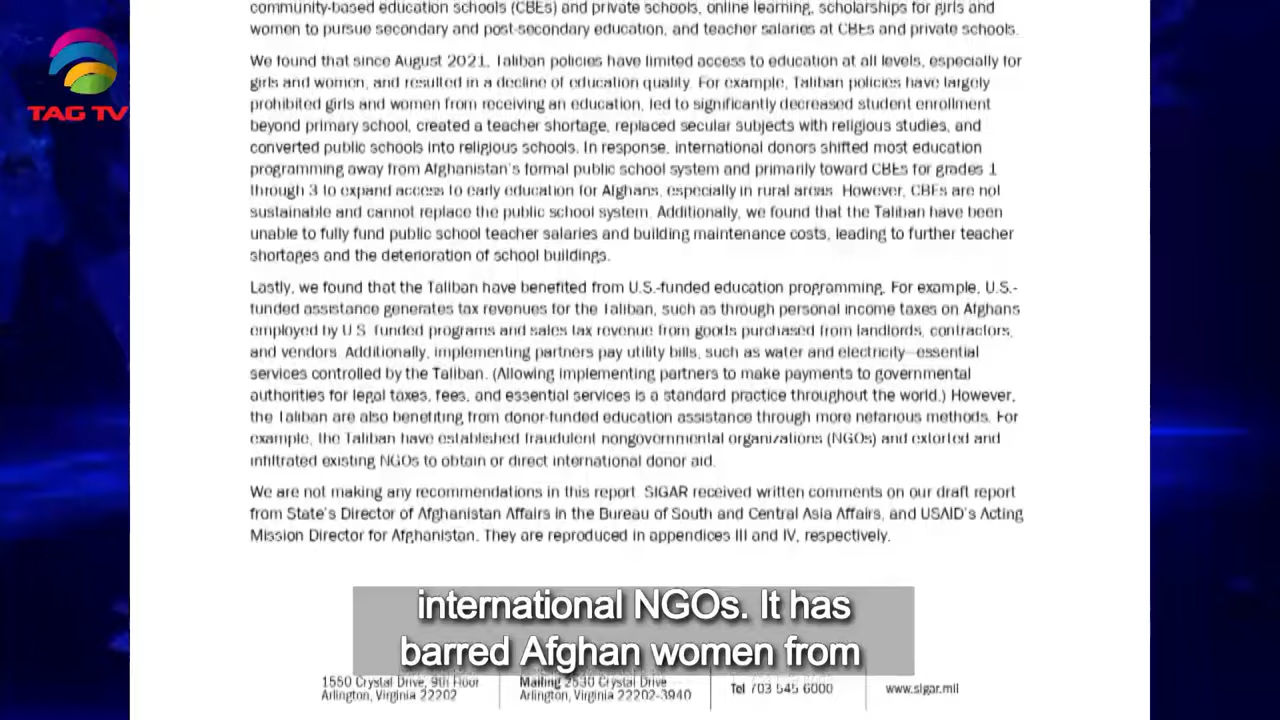 community-based education schools (CBEs) and private schools, online learning, scholarships for girls and
women to pursue secondary and post-secondary education, and teacher salaries at CBEs and private schools.
We found that since August 2021, Taliban policies have limited access to education at all levels, especially for
girls and women, and resulted in a decline of education quality. For example, Taliban policies have largely
prohibited girls and women from receiving an education, led to significantly decreased student enrollment
beyond primary school, created a teacher shortage, replaced secular subjects with religious studies, and
converted public schools into religious schools. In response, international donors shifted most education
programming away from Afghanistan's formal public school system and primarily toward CBEs for grades 1
through 3 to expand access to early education for Afghans, especially in rural areas. However, CBEs are not
sustainable and cannot replace the public school system. Additionally, we found that the Taliban have been
unable to fully fund public school teacher salaries and building maintenance costs, leading to further teacher
shortages and the deterioration of school buildings.
Lastly, we found that the Taliban have benefited from U.S.-funded education programming. For example, U.S.-
funded assistance generates tax revenues for the Taliban, such as through personal income taxes on Afghans
employed by U.S. funded programs and sales tax revenue from goods purchased from landlords, contractors,
and vendors. Additionally, implementing partners pay utility bills, such as water and electricity—essential
services controlled by the Taliban. (Allowing implementing partners to make payments to governmental
authorities for legal taxes, fees, and essential services is a standard practice throughout the world.) However,
the Taliban are also benefiting from donor-funded education assistance through more nefarious methods. For
example, the Taliban have established fraudulent nongovernmental organizations (NGOs) and extorted and
infiltrated existing NGOs to obtain or direct international donor aid.
We are not making any recommendations in this report. SIGAR received written comments on our draft report
from State's Director of Afghanistan Affairs in the Bureau of South and Central Asia Affairs, and USAID's Acting
Mission Director for Afghanistan. They are reproduced in appendices III and IV, respectively.
TAG TV
international NGOs. It has
barred Afghan women from
1550 Crystal Drive, 9th Floor
Arlington, Virginia 22202
Mailing 2530 Crystal Drive
Arlington, Virginia 22202-3940
Tel 703 545 6000
www.sigar.mil